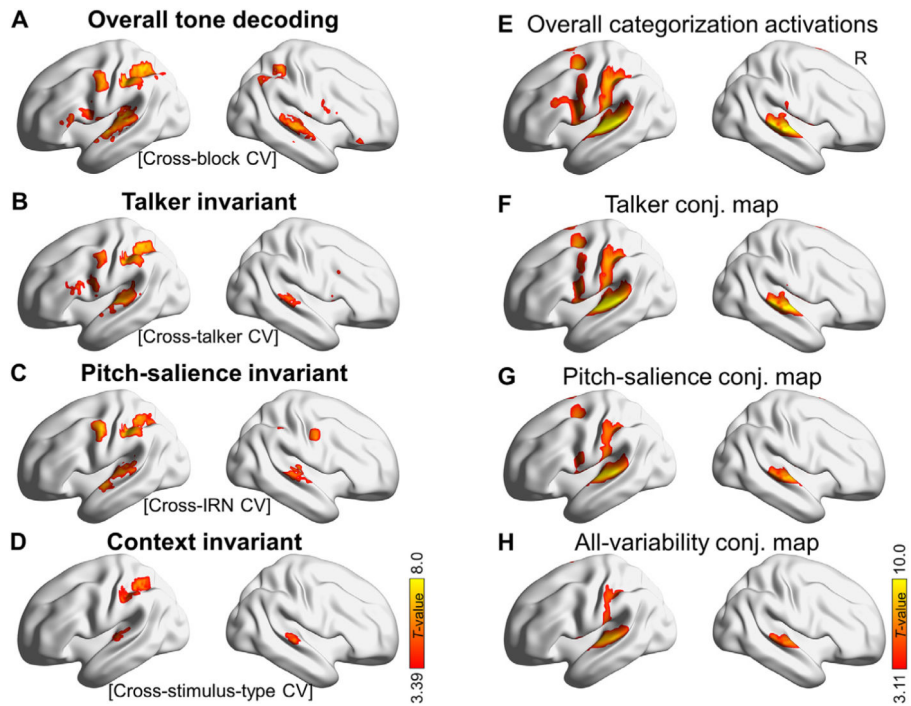 A Overall tone decoding
[Cross-block CV]
B Talker invariant
[Cross-talker CV]
C Pitch-salience invariant
[Cross-IRN CV]
D Context invariant
[Cross-stimulus-type CV]
3.39 T-value 8.0
E Overall categorization activations
R
F Talker conj. map
G Pitch-salience conj. map
H All-variability conj. map
3.11 T-value 10.0